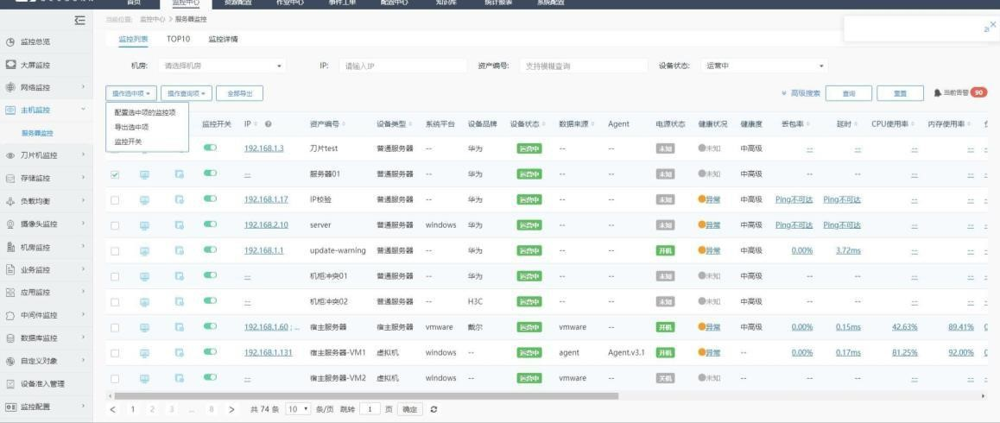 首页 监控中心 资源配置 作业中心 事件工单 配置中心 知识库 统计报表 系统配置
当前位置: 监控中心 > 服务器监控
监控列表 TOP10 监控详情
机房: 请选择机房 IP: 请输入IP 资产编号: 支持模糊查询 设备状态: 运营中
操作选中项 操作查询项 全部导出 高级搜索 查询 重置 当前告警 90
配置选中项的监控项
导出选中项
监控开关
监控总览
大屏监控
网络监控
主机监控
服务器监控
刀片机监控
存储监控
负载均衡
摄像头监控
机房监控
业务监控
应用监控
中间件监控
数据库监控
自定义对象
设备准入管理
监控配置
监控开关 IP 资产编号 设备类型 系统平台 设备品牌 设备状态 数据来源 Agent 电源状态 健康状况 健康度 丢包率 延时 CPU使用率 内存使用率
192.168.1.3 刀片test 普通服务器 -- 华为 运营中 -- -- 未知 未知 中高级 -- -- -- --
-- 服务器01 普通服务器 -- 华为 运营中 -- -- 未知 未知 中高级 -- -- -- --
192.168.1.17 IP校验 普通服务器 -- 华为 运营中 -- -- 未知 异常 中高级 Ping不可达 Ping不可达 -- --
192.168.2.10 server 普通服务器 windows 华为 运营中 -- -- 未知 异常 中高级 Ping不可达 Ping不可达 -- --
192.168.1.1 update-warning 普通服务器 -- 华为 运营中 -- -- 开机 异常 中高级 0.00% 3.72ms -- --
-- 机柜冲突01 普通服务器 -- 华为 运营中 -- -- 未知 未知 中高级 -- -- -- --
-- 机柜冲突02 普通服务器 -- H3C 运营中 -- -- 未知 未知 中高级 -- -- -- --
192.168.1.60 ; ... 宿主服务器 宿主服务器 vmware 戴尔 运营中 vmware -- 开机 异常 中高级 0.00% 0.15ms 42.63% 89.41%
192.168.1.131 宿主服务器-VM1 虚拟机 windows -- 运营中 agent Agent.v3.1 开机 异常 -- 0.00% 0.17ms 81.25% 92.00%
-- 宿主服务器-VM2 虚拟机 windows -- 运营中 vmware -- 关机 未知 -- -- -- -- --
< 1 2 3 ... 8 > 共 74 条 10 条/页 跳转 1 页 确定